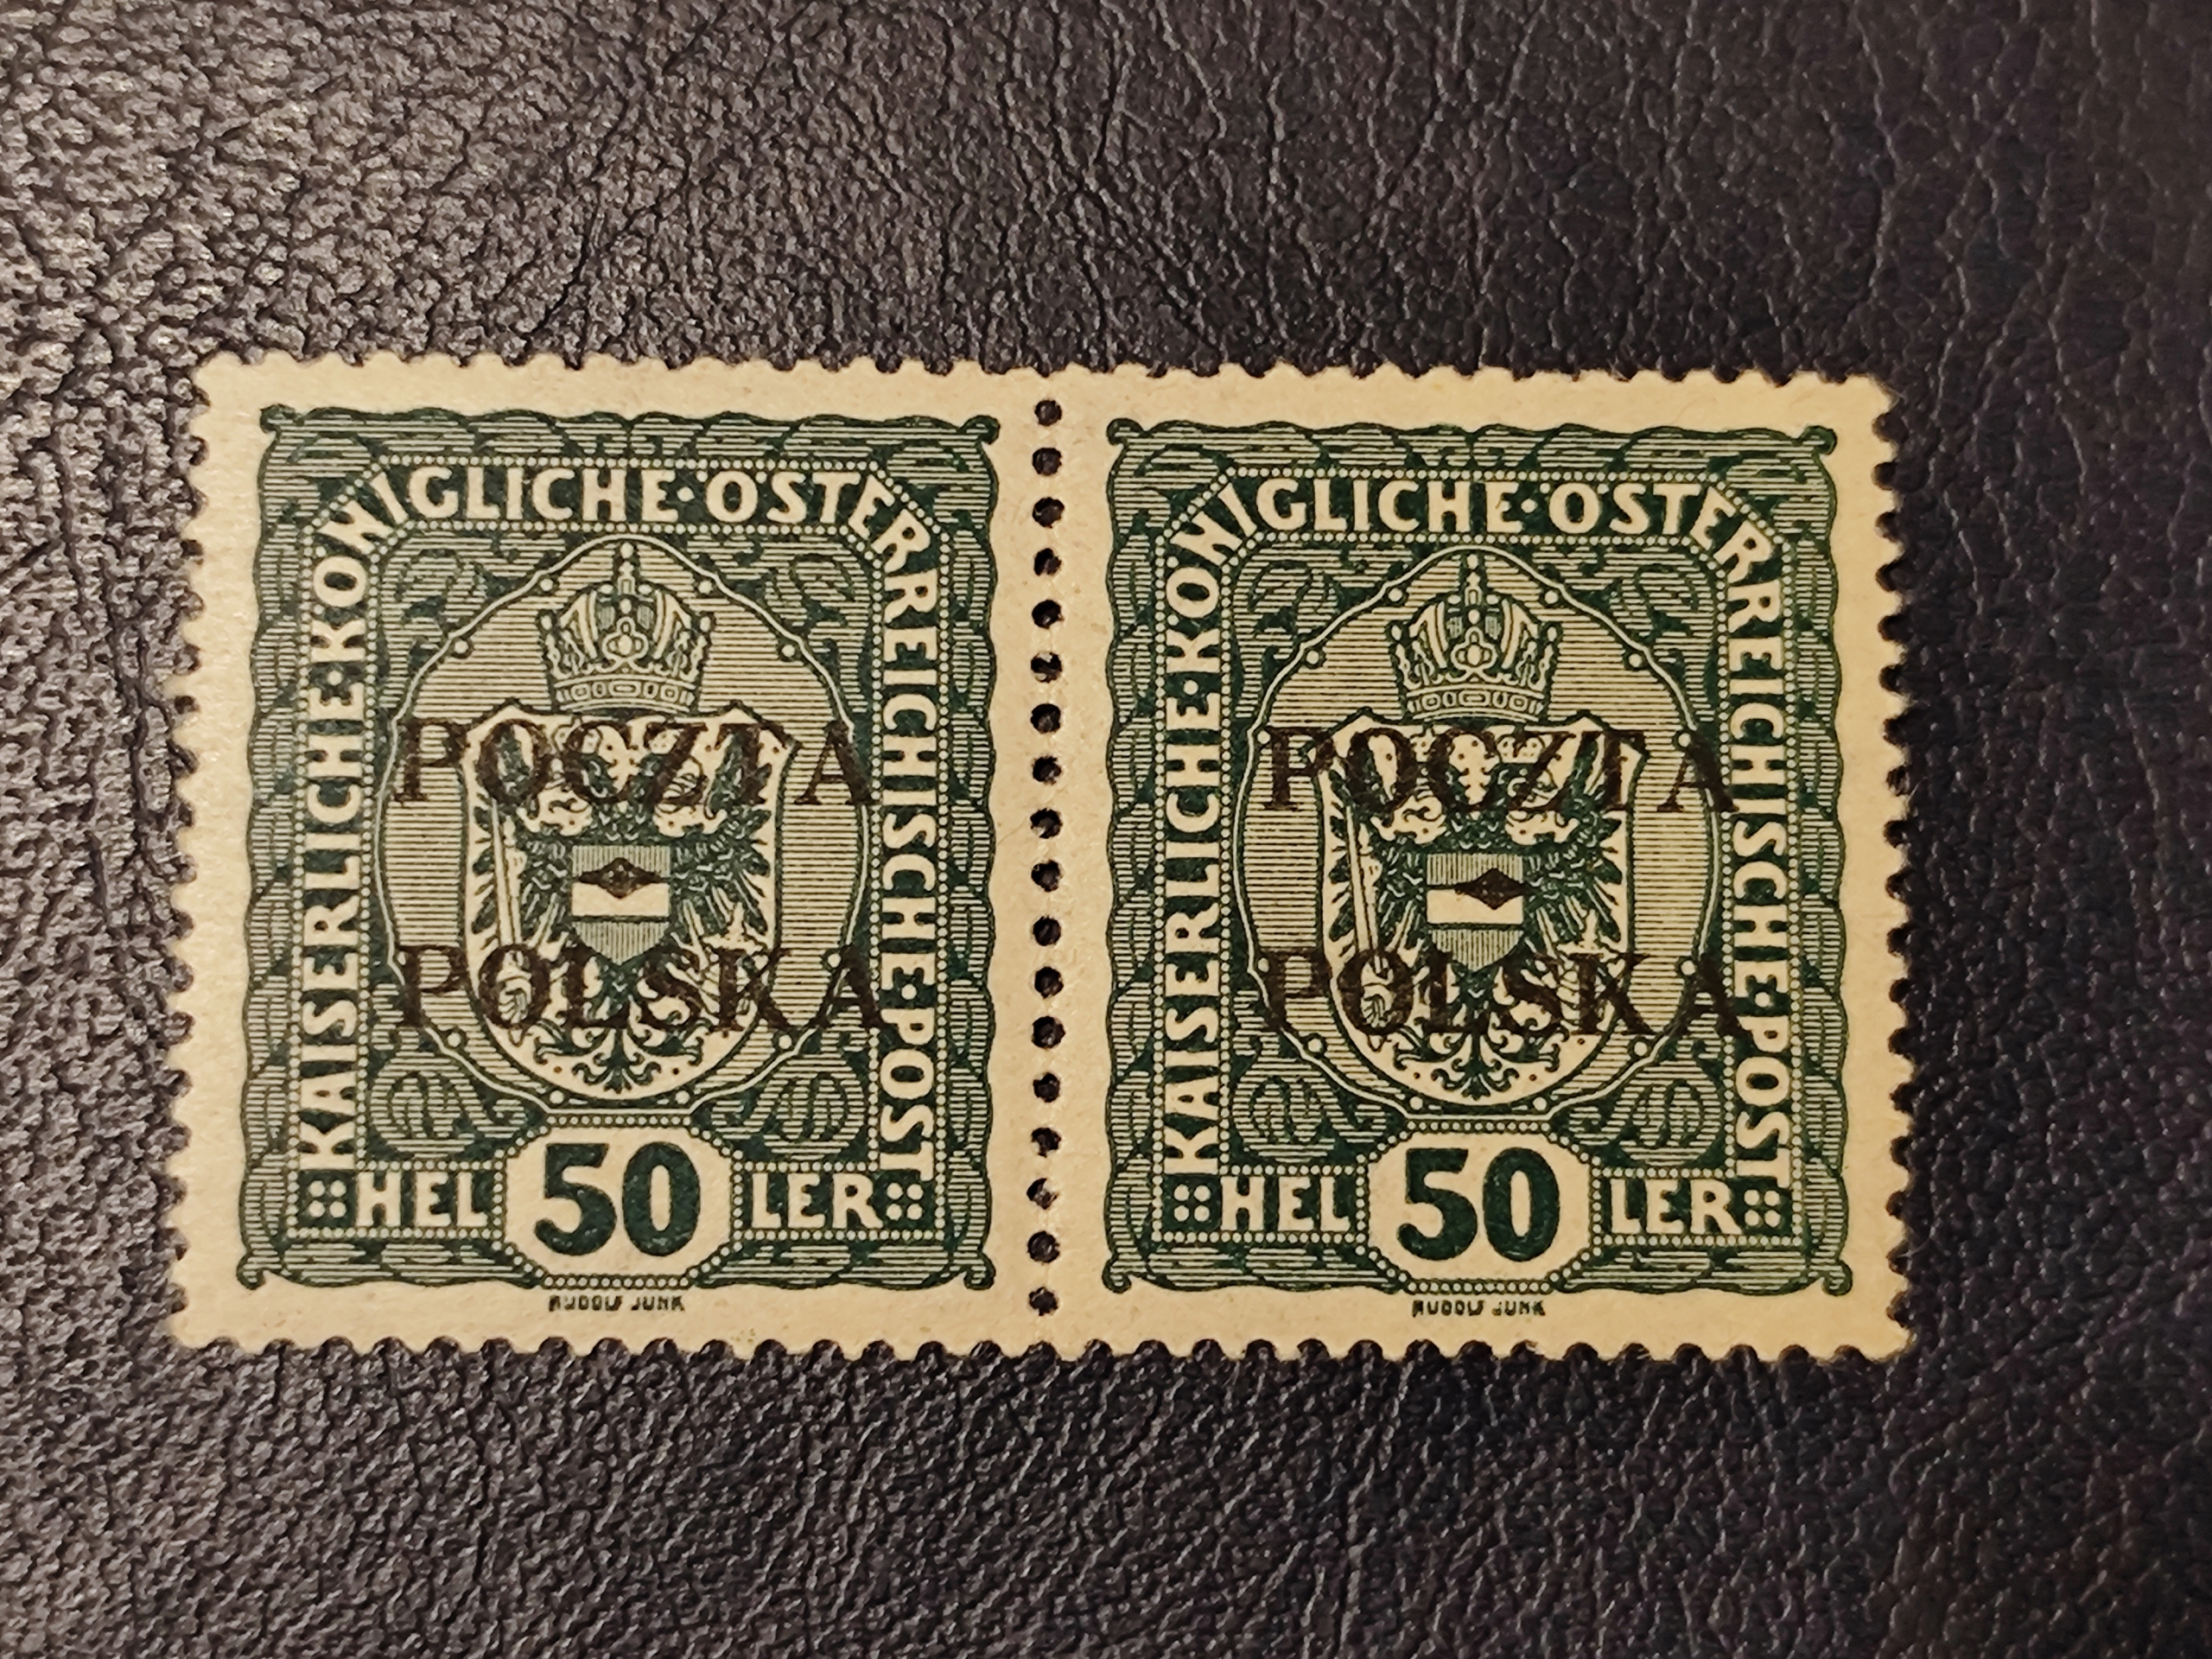 KAISERLICHE·KÖNIGLICHE·ÖSTERREICHISCHE·POST
POCZTA
POLSKA
HEL 50 LER
RUDOLF JUNK
KAISERLICHE·KÖNIGLICHE·ÖSTERREICHISCHE·POST
POCZTA
POLSKA
HEL 50 LER
RUDOLF JUNK